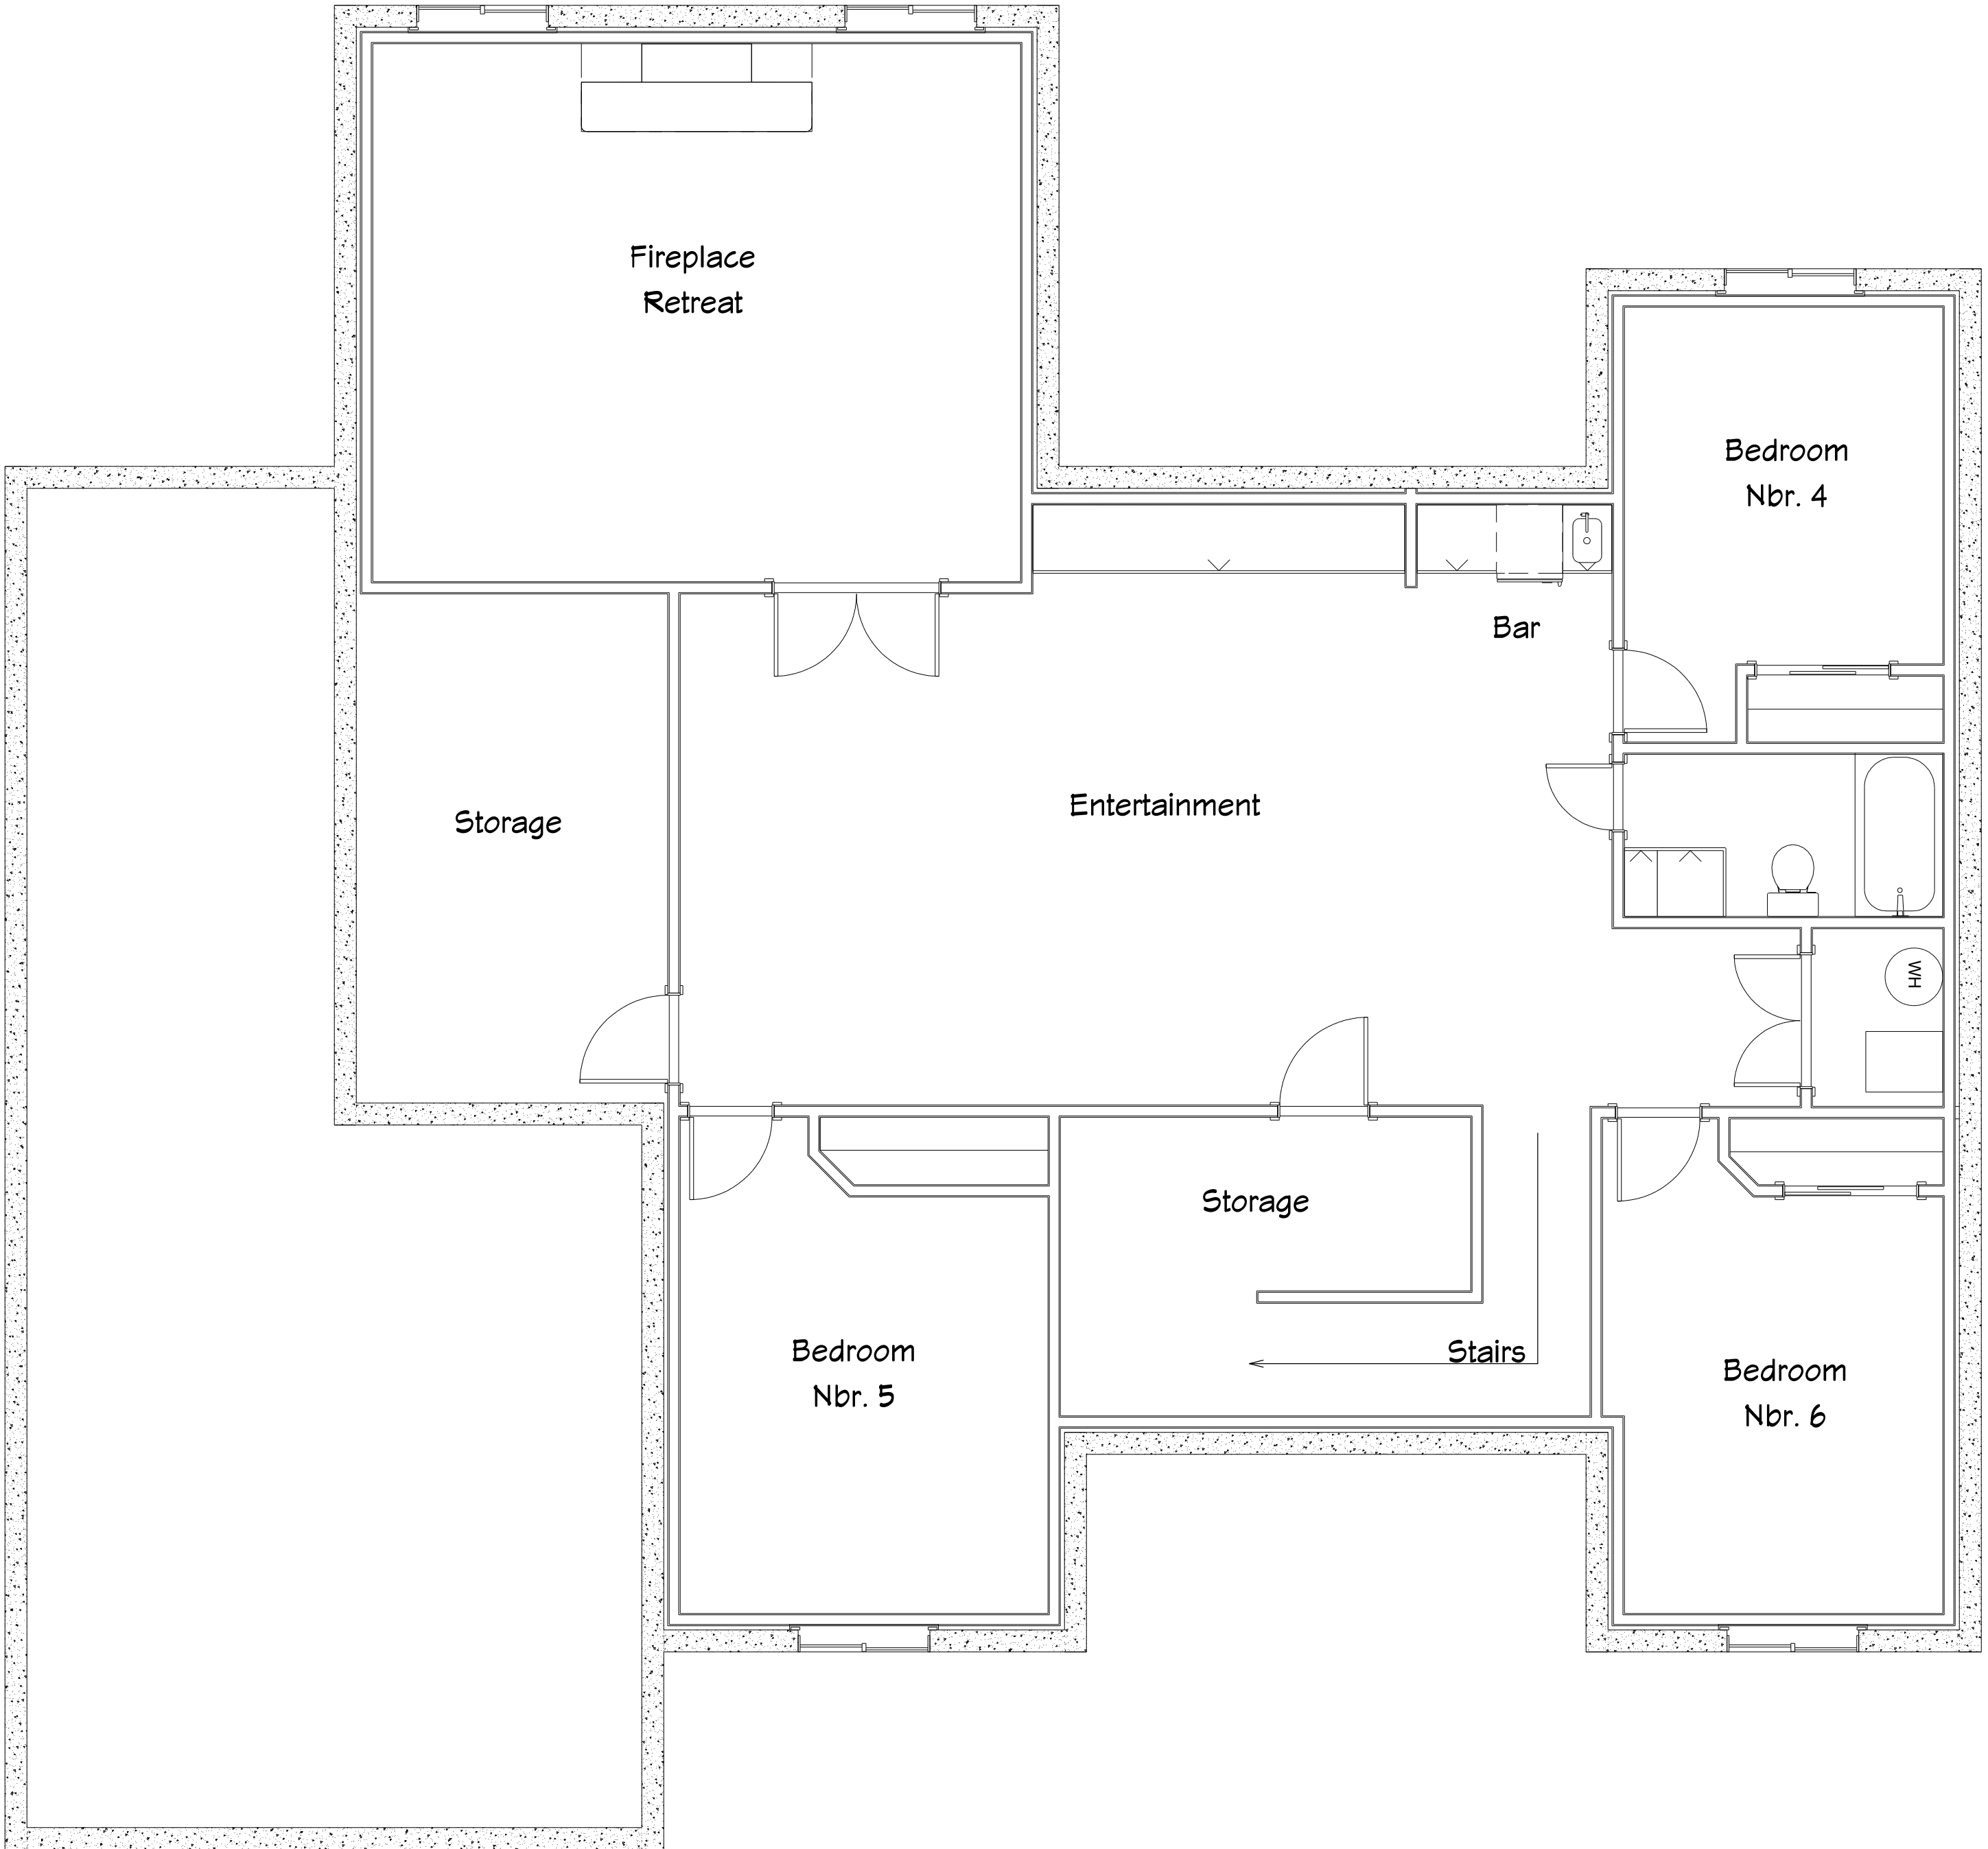 Fireplace
Retreat
Bedroom
Nbr. 4
Bar
Entertainment
Storage
WH
Storage
Stairs
Bedroom
Nbr. 5
Bedroom
Nbr. 6